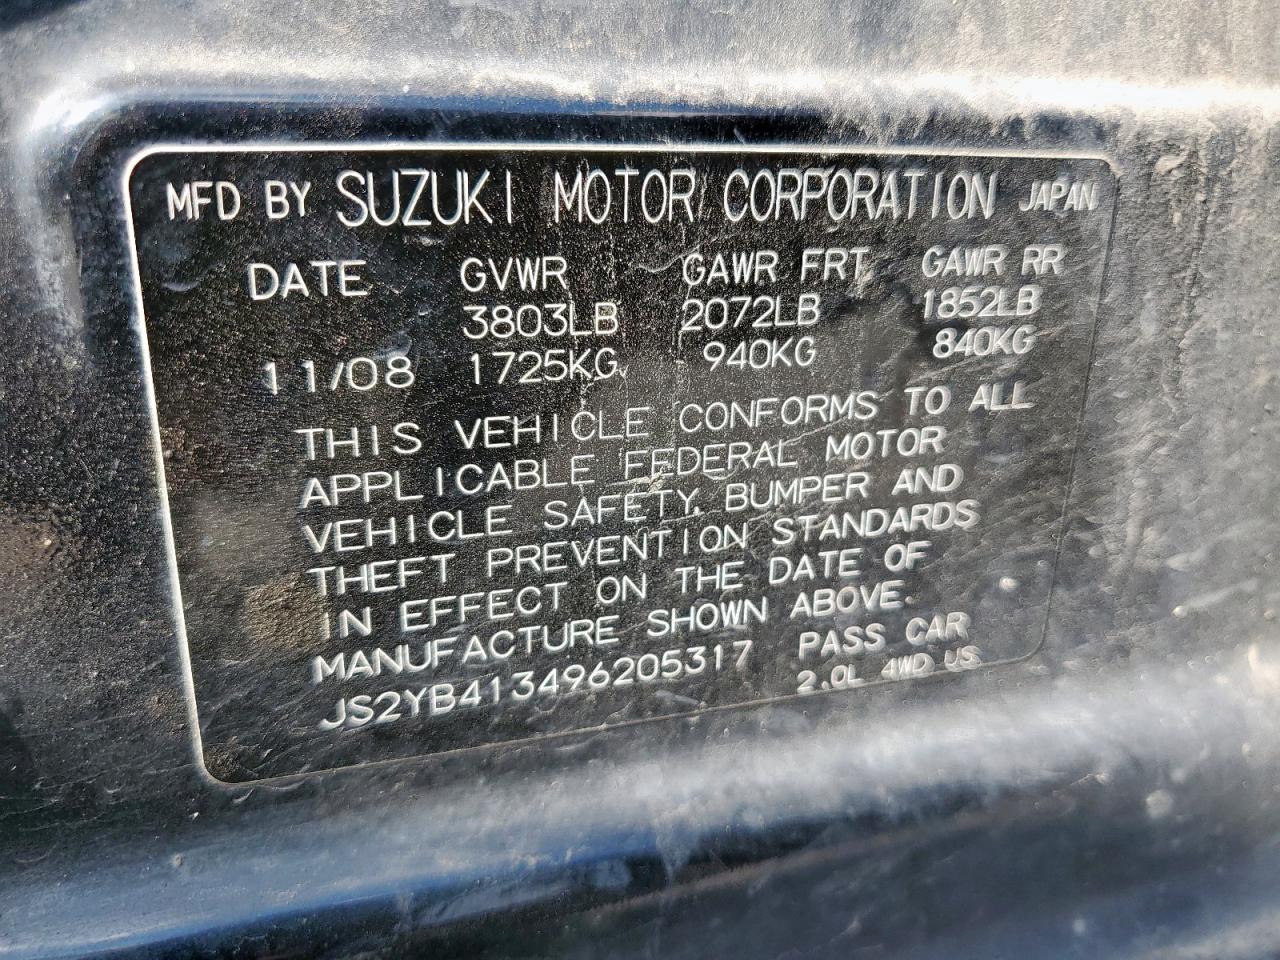 MFD BY SUZUKI MOTOR CORPORATION JAPAN
DATE GVWR GAWR FRT GAWR RR
3803LB 2072LB 1852LB
11/08 1725KG 940KG 840KG
THIS VEHICLE CONFORMS TO ALL
APPLICABLE FEDERAL MOTOR
VEHICLE SAFETY, BUMPER AND
THEFT PREVENTION STANDARDS
IN EFFECT ON THE DATE OF
MANUFACTURE SHOWN ABOVE.
JS2YB413496205317 PASS CAR
2.0L 4WD US